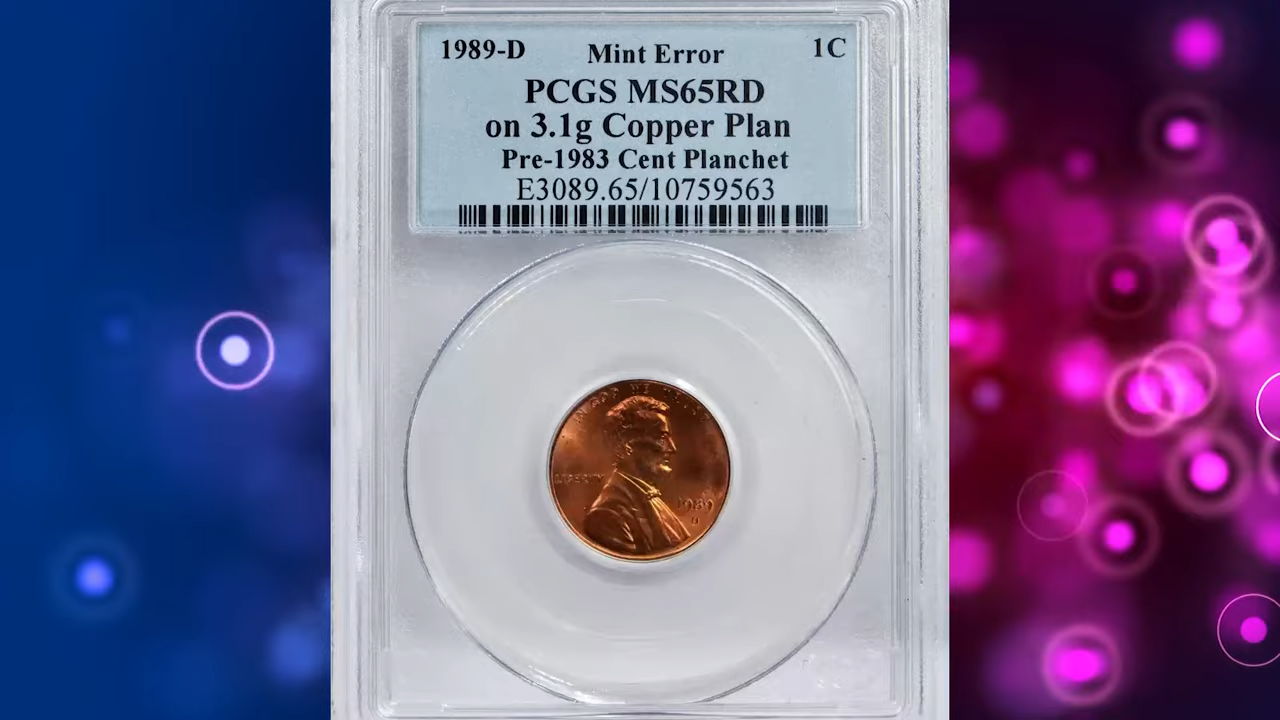 1989-D Mint Error 1C
PCGS MS65RD
on 3.1g Copper Plan
Pre-1983 Cent Planchet
E3089.65/10759563
LIBERTY
1989
D